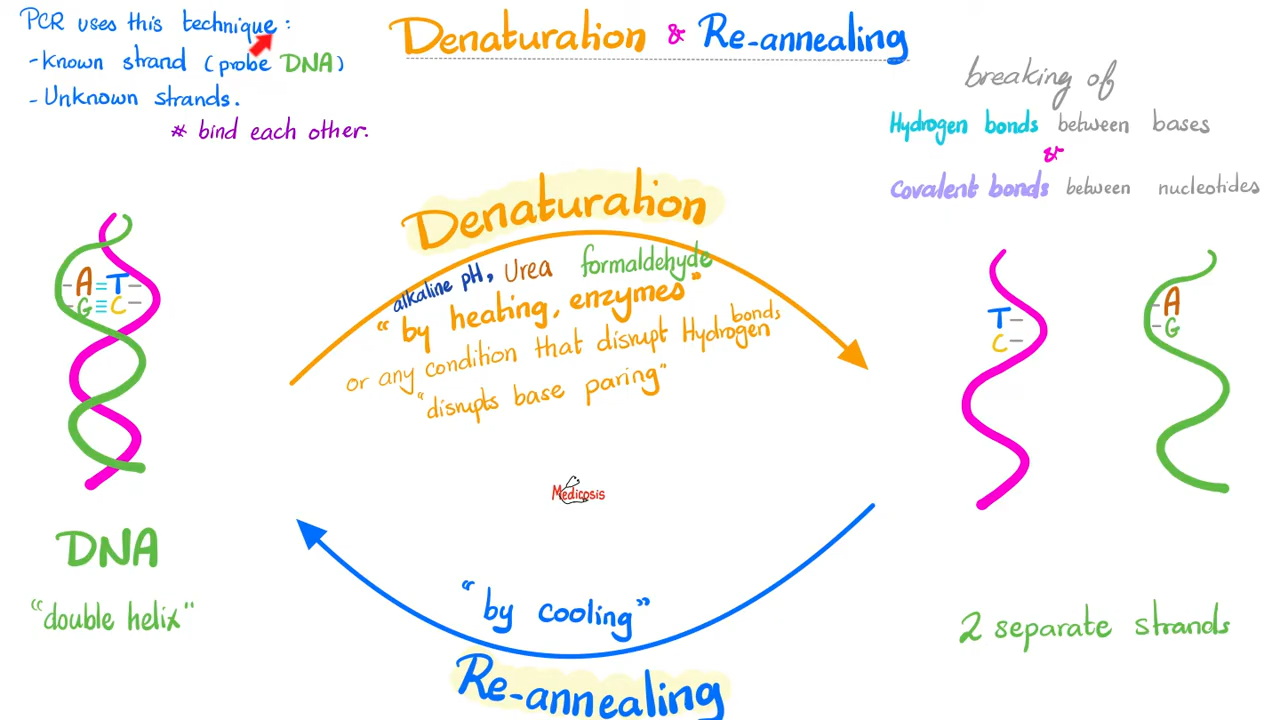 PCR uses this technique:
- Known strand (probe DNA)
- Unknown strands.
# bind each other.
Denaturation & Re-annealing
breaking of
Hydrogen bonds between bases
&
Covalent bonds between nucleotides
Denaturation
alkaline pH, Urea formaldehyde
"by heating, enzymes"
or any condition that disrupt Hydrogen bonds
"disrupts base paring"
A T
G C
T
C
A
G
Medicosis
DNA
"double helix"
"by cooling"
Re-annealing
2 separate strands